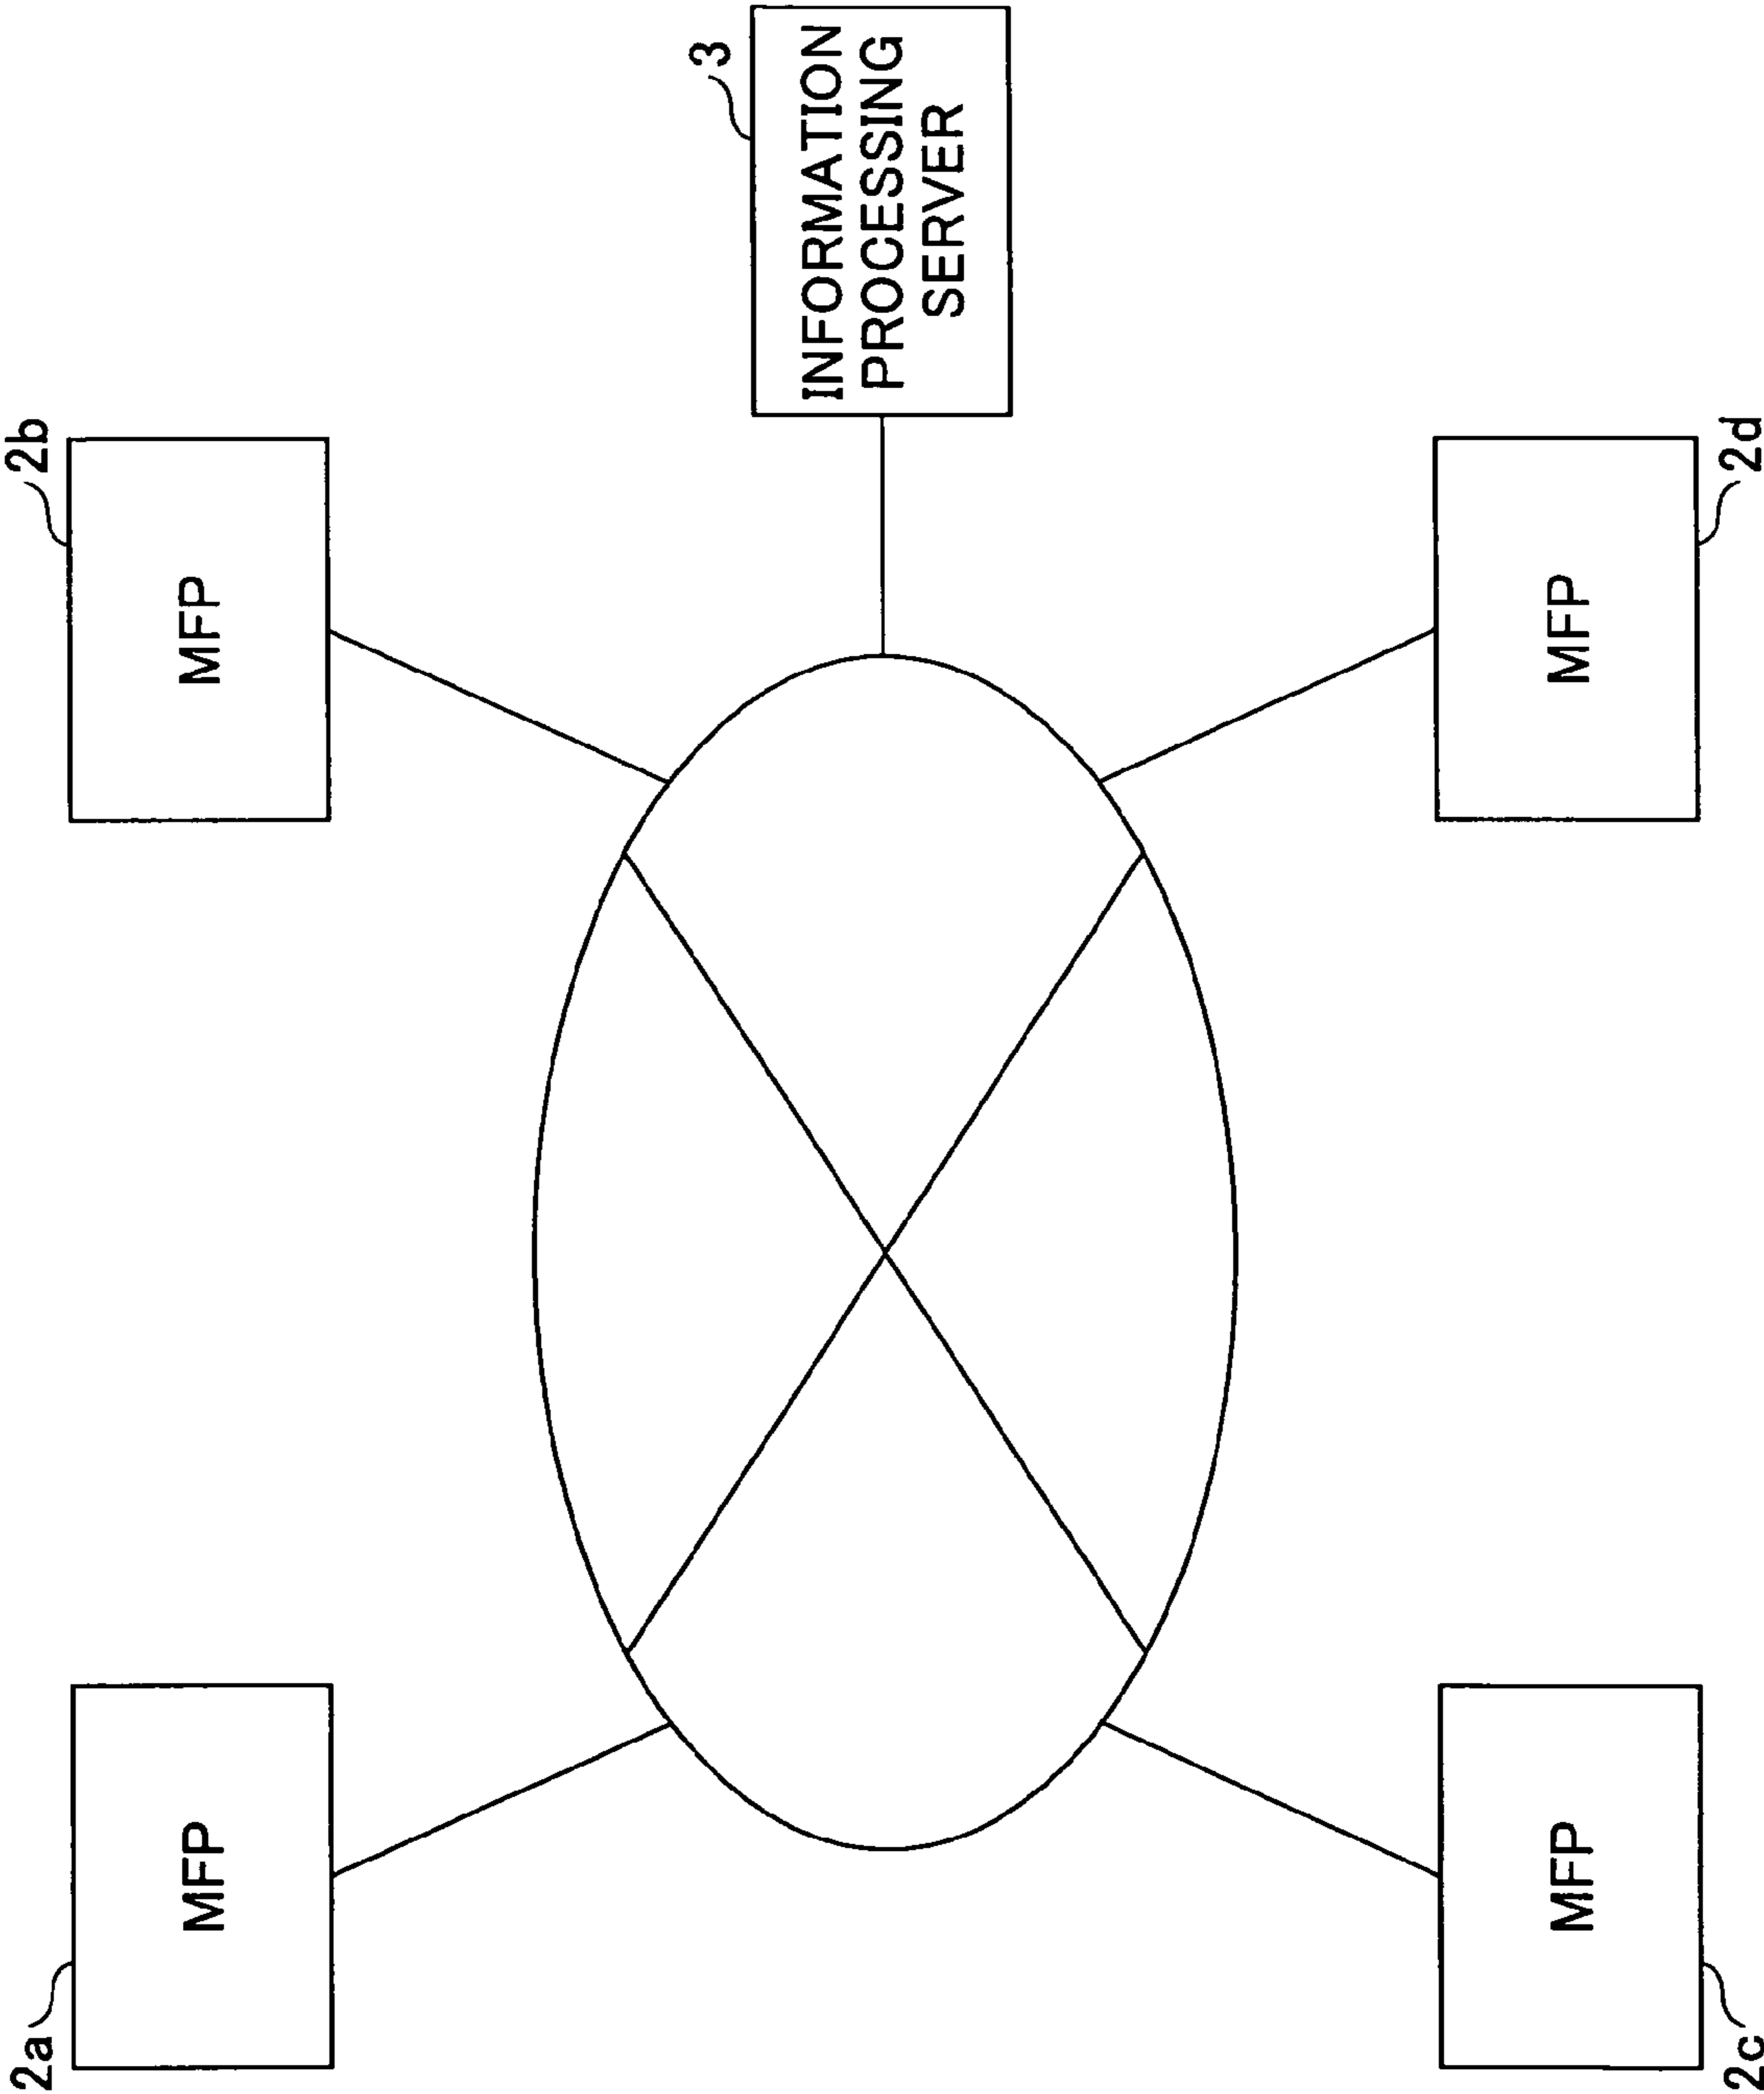 2a
MFP
2b
MFP
3
INFORMATION
PROCESSING
SERVER
2c
MFP
2d
MFP